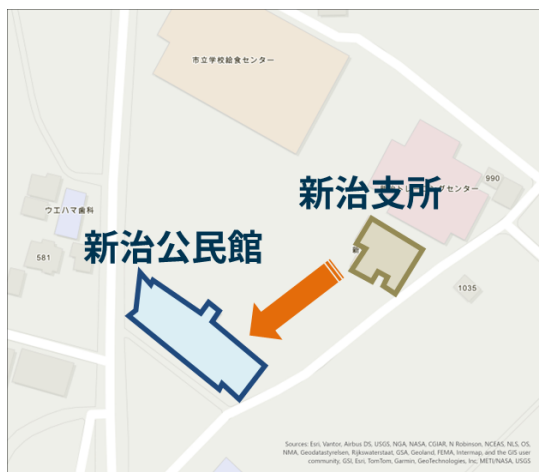 市立学校給食センター
990
新治支所
ングセンター
ウエハマ歯科
新治公民館
581
1035
Sources: Esri, Vantor, Airbus DS, USGS, NGA, NASA, CGIAR, N Robinson, NCEAS, NLS, OS,
NMA, Geodatastyrelsen, Rijkswaterstaat, GSA, Geoland, FEMA, Intermap, and the GIS user
community, GSI, Esri, TomTom, Garmin, GeoTechnologies, Inc, METI/NASA, USGS